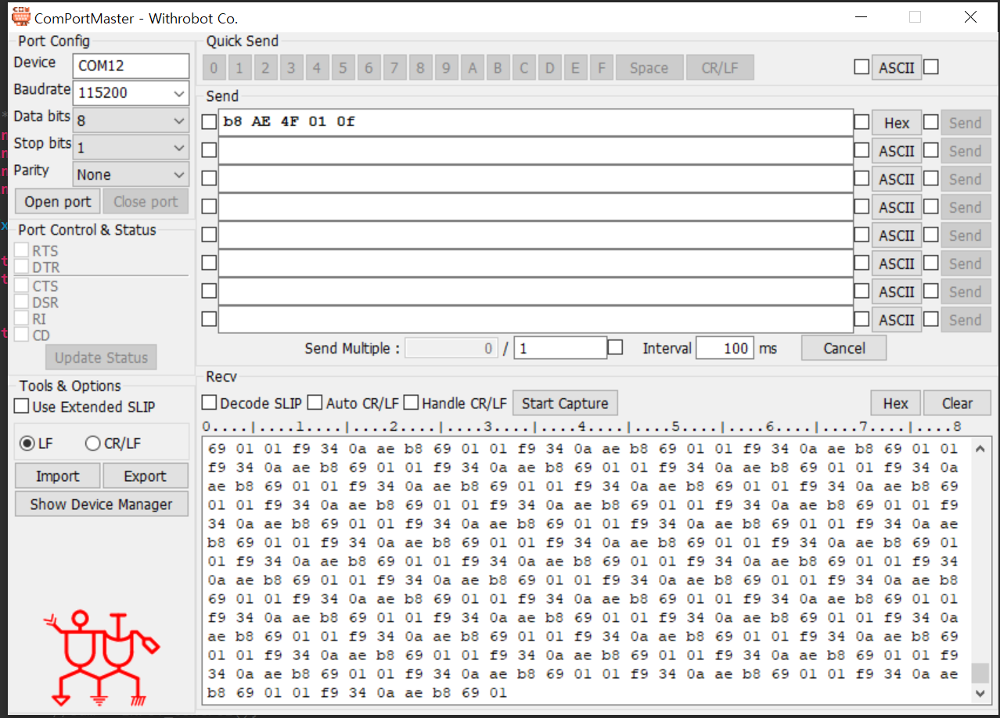 ComPortMaster - Withrobot Co.
Port Config
Device COM12
Baudrate 115200
Data bits 8
Stop bits 1
Parity None
Open port Close port
Port Control & Status
RTS
DTR
CTS
DSR
RI
CD
Update Status
Tools & Options
Use Extended SLIP
LF CR/LF
Import Export
Show Device Manager
Quick Send
0 1 2 3 4 5 6 7 8 9 A B C D E F Space CR/LF ASCII
Send
b8 AE 4F 01 0f Hex Send
ASCII Send
ASCII Send
ASCII Send
ASCII Send
ASCII Send
ASCII Send
ASCII Send
Send Multiple : 0 / 1 Interval 100 ms Cancel
Recv
Decode SLIP Auto CR/LF Handle CR/LF Start Capture Hex Clear
0....|....1....|....2....|....3....|....4....|....5....|....6....|....7....|....8
69 01 01 f9 34 0a ae b8 69 01 01 f9 34 0a ae b8 69 01 01 f9 34 0a ae b8 69 01 01
f9 34 0a ae b8 69 01 01 f9 34 0a ae b8 69 01 01 f9 34 0a ae b8 69 01 01 f9 34 0a
ae b8 69 01 01 f9 34 0a ae b8 69 01 01 f9 34 0a ae b8 69 01 01 f9 34 0a ae b8 69
01 01 f9 34 0a ae b8 69 01 01 f9 34 0a ae b8 69 01 01 f9 34 0a ae b8 69 01 01 f9
34 0a ae b8 69 01 01 f9 34 0a ae b8 69 01 01 f9 34 0a ae b8 69 01 01 f9 34 0a ae
b8 69 01 01 f9 34 0a ae b8 69 01 01 f9 34 0a ae b8 69 01 01 f9 34 0a ae b8 69 01
01 f9 34 0a ae b8 69 01 01 f9 34 0a ae b8 69 01 01 f9 34 0a ae b8 69 01 01 f9 34
0a ae b8 69 01 01 f9 34 0a ae b8 69 01 01 f9 34 0a ae b8 69 01 01 f9 34 0a ae b8
69 01 01 f9 34 0a ae b8 69 01 01 f9 34 0a ae b8 69 01 01 f9 34 0a ae b8 69 01 01
f9 34 0a ae b8 69 01 01 f9 34 0a ae b8 69 01 01 f9 34 0a ae b8 69 01 01 f9 34 0a
ae b8 69 01 01 f9 34 0a ae b8 69 01 01 f9 34 0a ae b8 69 01 01 f9 34 0a ae b8 69
01 01 f9 34 0a ae b8 69 01 01 f9 34 0a ae b8 69 01 01 f9 34 0a ae b8 69 01 01 f9
34 0a ae b8 69 01 01 f9 34 0a ae b8 69 01 01 f9 34 0a ae b8 69 01 01 f9 34 0a ae
b8 69 01 01 f9 34 0a ae b8 69 01